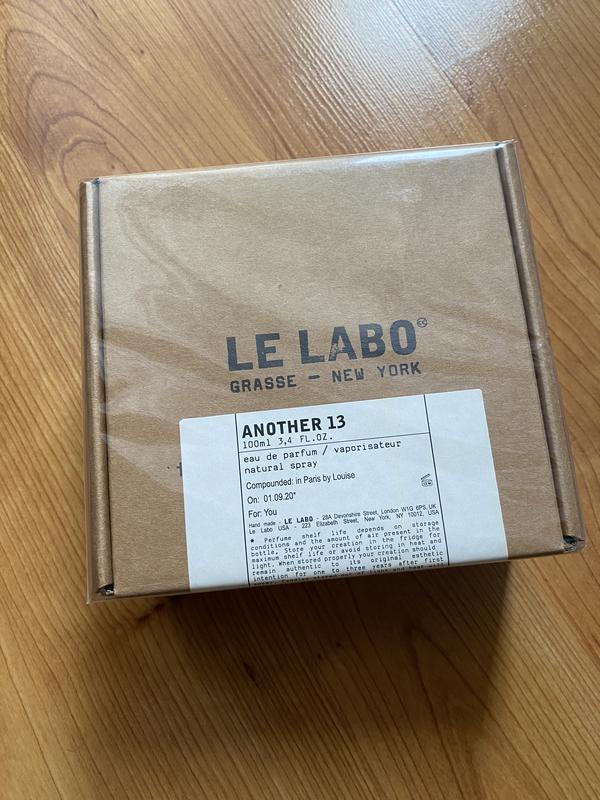 LE LABO
GRASSE — NEW YORK
ANOTHER 13
100ml 3,4 FL.OZ.
eau de parfum / vaporisateur
natural spray
Compounded: in Paris by Louise
On: 01.09.20*
For: You
Hand made - LE LABO - 28A Devonshire Street, London W1G 6PS, UK
Le Labo USA - 223 Elizabeth Street, New York, NY 10012, USA
* Perfume shelf life depends on storage
conditions and the amount of air present in the
bottle. Store your creation in the fridge for
maximum shelf life or avoid storing in heat and
light. When stored properly your creation should
remain authentic to its original esthetic
intention for one to three years after first